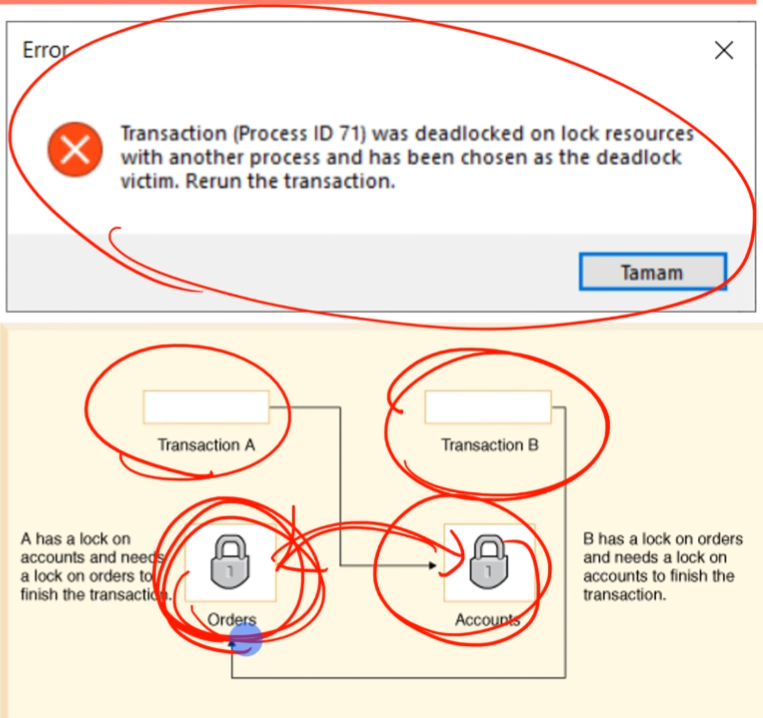 Error
Transaction (Process ID 71) was deadlocked on lock resources
with another process and has been chosen as the deadlock
victim. Rerun the transaction.
Tamam
Transaction A
Transaction B
A has a lock on
accounts and needs
a lock on orders to
finish the transaction.
B has a lock on orders
and needs a lock on
accounts to finish the
transaction.
Orders
Accounts